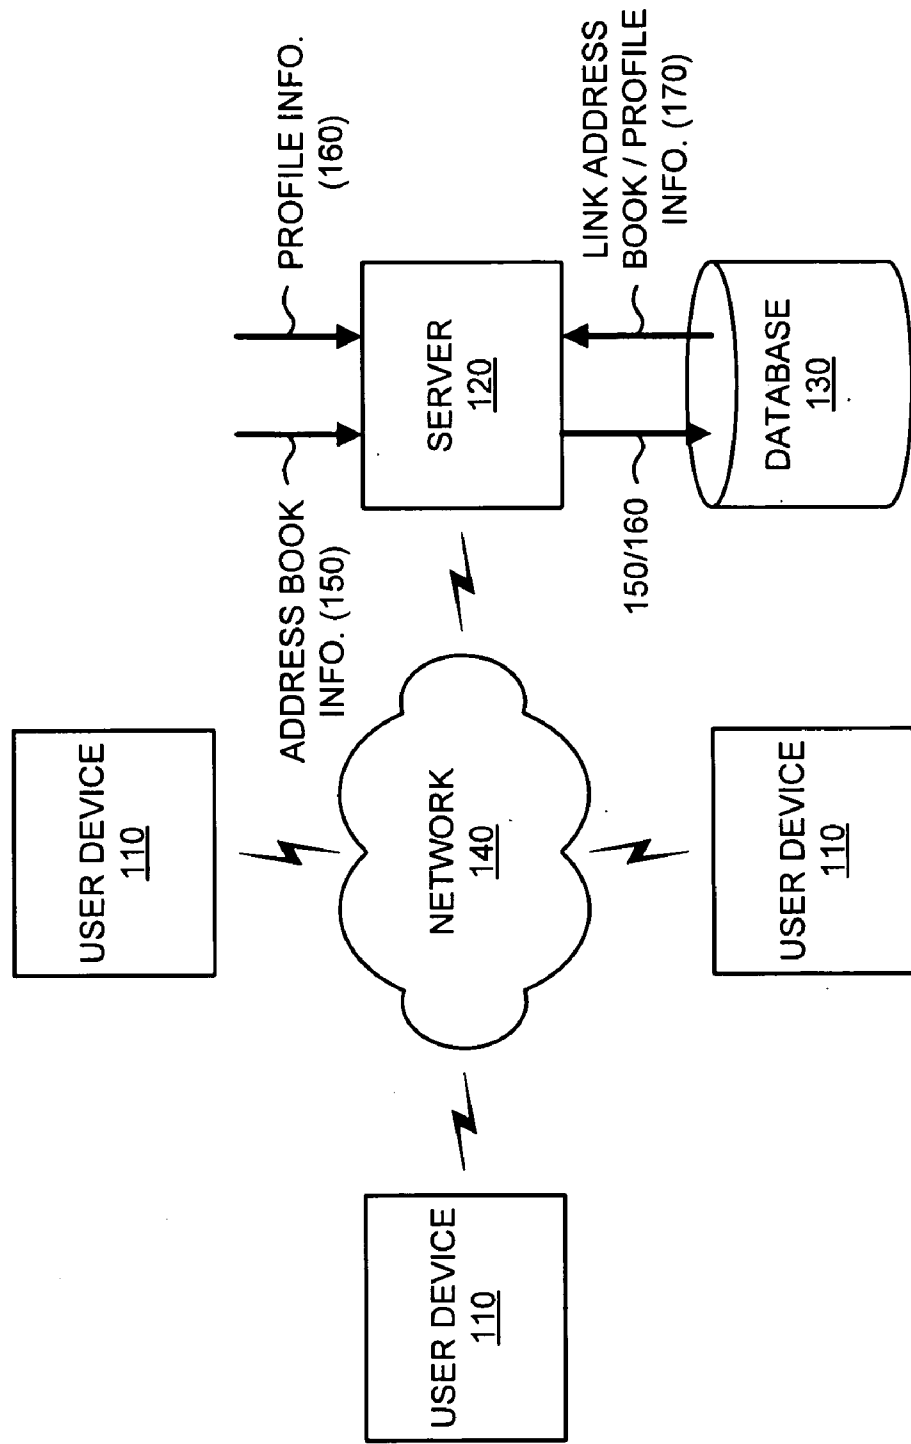 USER DEVICE
110
USER DEVICE
110
NETWORK
140
USER DEVICE
110
ADDRESS BOOK
INFO. (150)
PROFILE INFO.
(160)
SERVER
120
150/160
LINK ADDRESS
BOOK / PROFILE
INFO. (170)
DATABASE
130